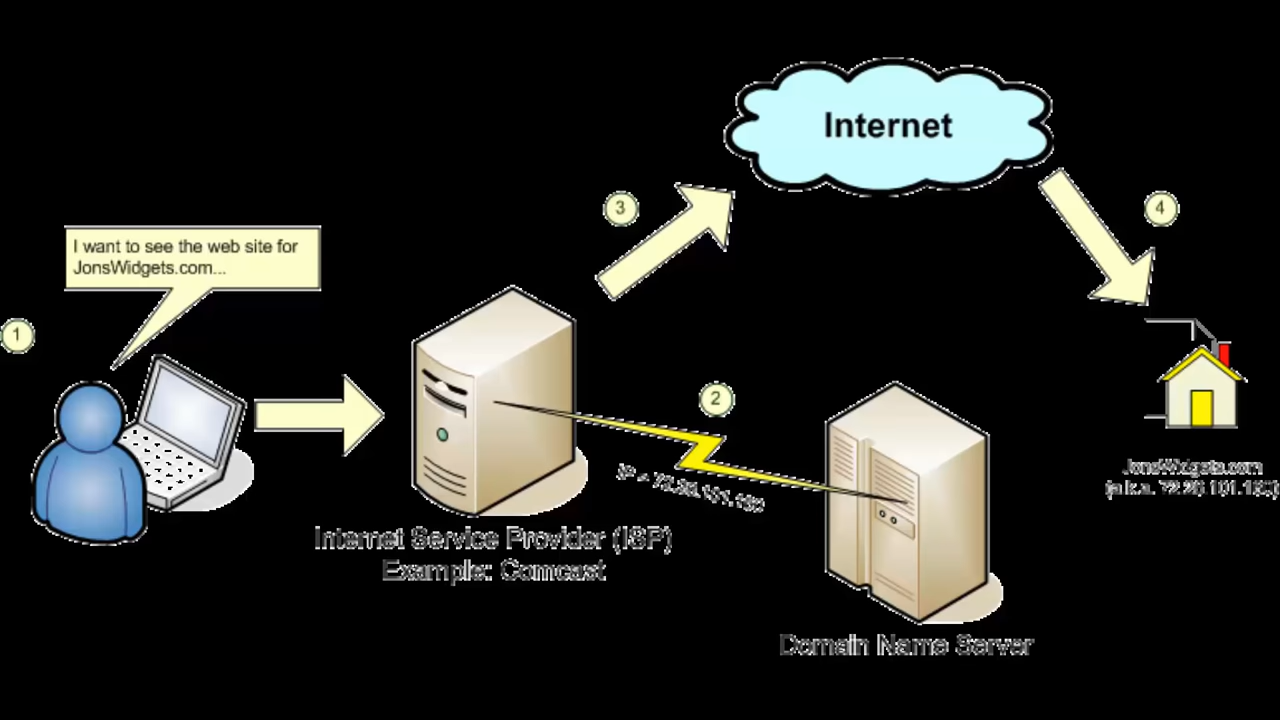 Internet
3
4
I want to see the web site for
JonsWidgets.com...
1
2
JonsWidgets.com
(a.k.a.
IP =
Internet Service Provider (ISP)
Example: Comcast
Domain Name Server